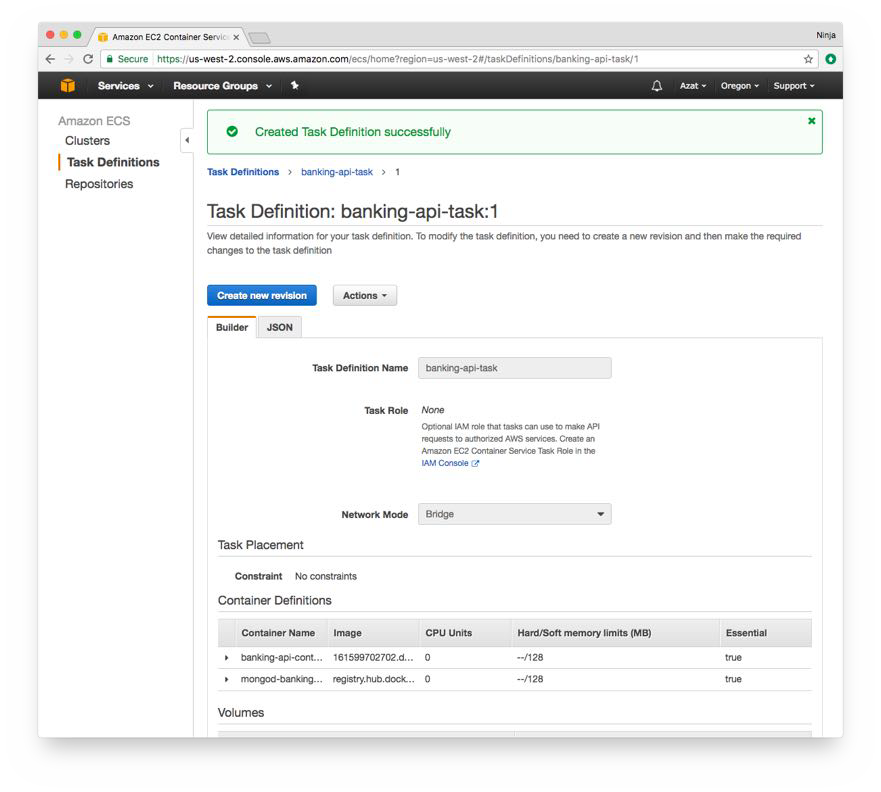 Amazon EC2 Container Servic
Ninja
Secure https://us-west-2.console.aws.amazon.com/ecs/home?region=us-west-2#/taskDefinitions/banking-api-task/1
Services Resource Groups Azat Oregon Support
Amazon ECS
Clusters
Task Definitions
Repositories
Created Task Definition successfully
Task Definitions > banking-api-task > 1
Task Definition: banking-api-task:1
View detailed information for your task definition. To modify the task definition, you need to create a new revision and then make the required
changes to the task definition
Create new revision Actions
Builder JSON
Task Definition Name banking-api-task
Task Role None
Optional IAM role that tasks can use to make API
requests to authorized AWS services. Create an
Amazon EC2 Container Service Task Role in the
IAM Console
Network Mode Bridge
Task Placement
Constraint No constraints
Container Definitions
Container Name Image CPU Units Hard/Soft memory limits (MB) Essential
banking-api-cont... 161599702702.d... 0 --/128 true
mongod-banking... registry.hub.dock... 0 --/128 true
Volumes